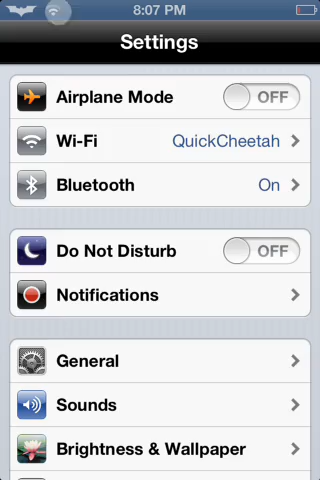 8:07 PM
Settings
Airplane Mode OFF
Wi-Fi QuickCheetah
Bluetooth On
Do Not Disturb OFF
Notifications
General
Sounds
Brightness & Wallpaper